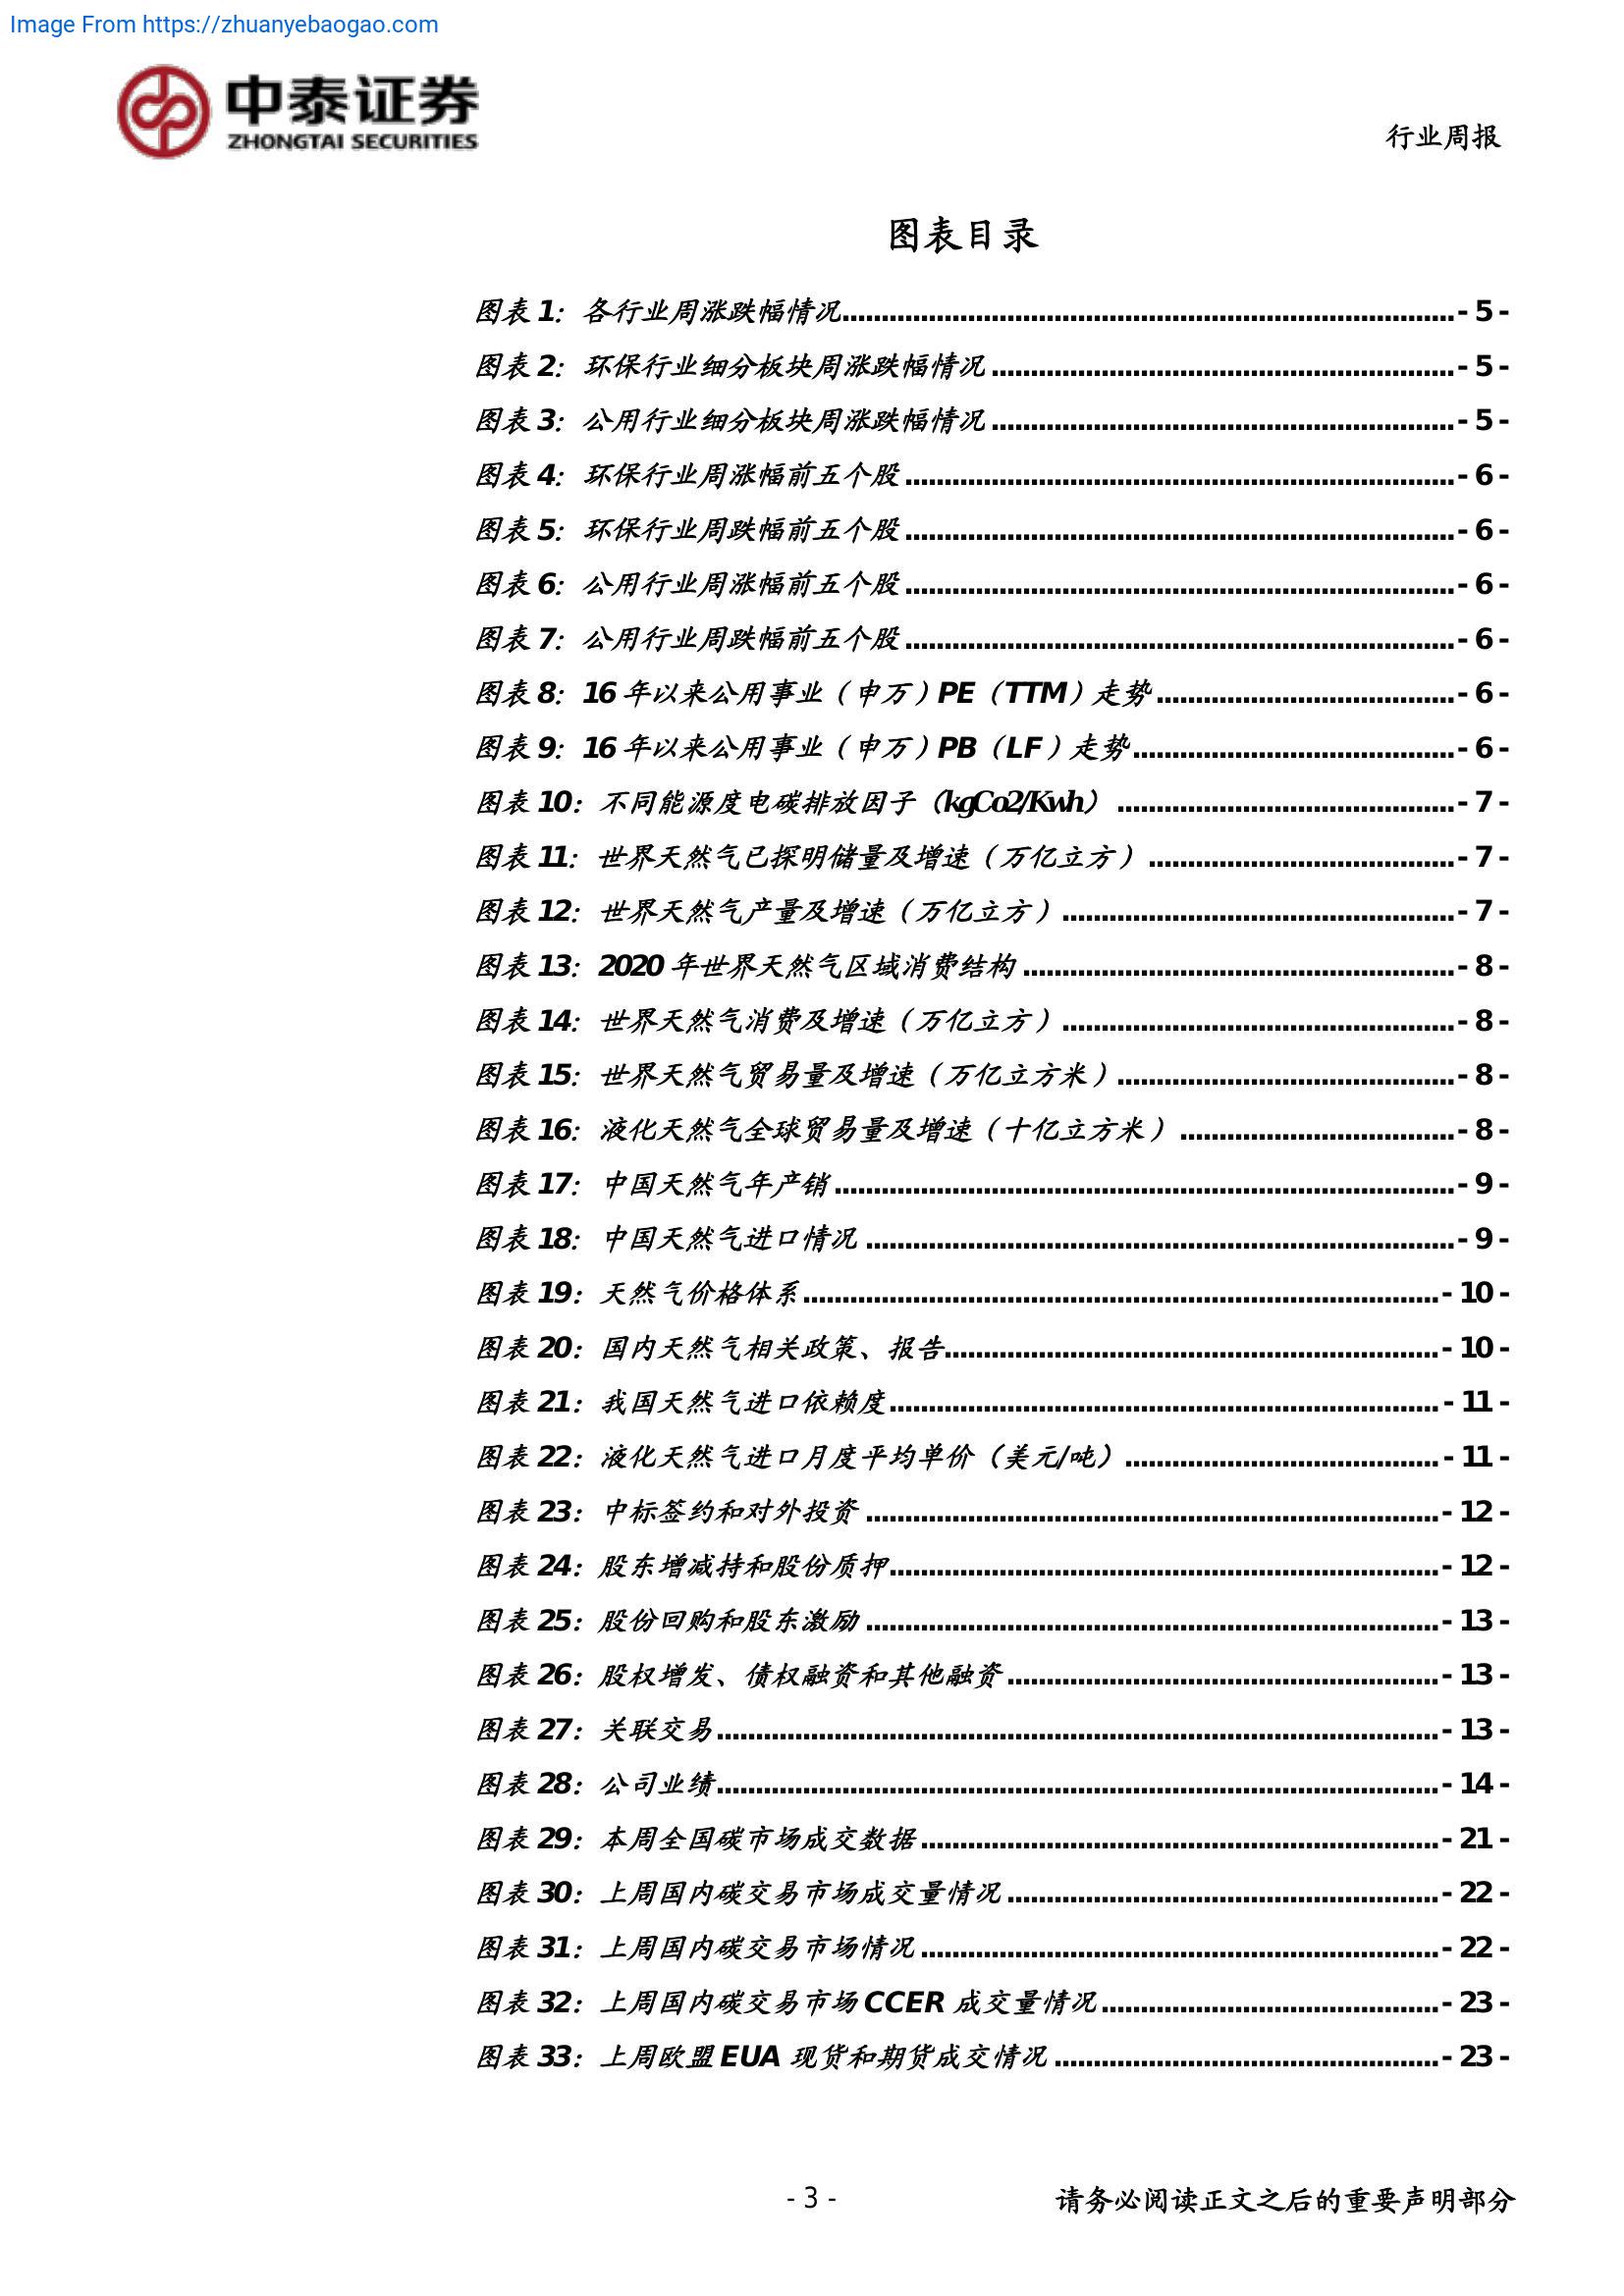 Image From https://zhuanyebaogao.com
中泰证券
ZHONGTAI SECURITIES
行业周报
图表目录
图表 1：各行业周涨跌幅情况....................- 5 -
图表 2：环保行业细分板块周涨跌幅情况....................- 5 -
图表 3：公用行业细分板块周涨跌幅情况....................- 5 -
图表 4：环保行业周涨幅前五个股....................- 6 -
图表 5：环保行业周跌幅前五个股....................- 6 -
图表 6：公用行业周涨幅前五个股....................- 6 -
图表 7：公用行业周跌幅前五个股....................- 6 -
图表 8：16 年以来公用事业（申万）PE（TTM）走势....................- 6 -
图表 9：16 年以来公用事业（申万）PB（LF）走势....................- 6 -
图表 10：不同能源度电碳排放因子（kgCo2/Kwh）....................- 7 -
图表 11：世界天然气已探明储量及增速（万亿立方）....................- 7 -
图表 12：世界天然气产量及增速（万亿立方）....................- 7 -
图表 13：2020 年世界天然气区域消费结构....................- 8 -
图表 14：世界天然气消费及增速（万亿立方）....................- 8 -
图表 15：世界天然气贸易量及增速（万亿立方米）....................- 8 -
图表 16：液化天然气全球贸易量及增速（十亿立方米）....................- 8 -
图表 17：中国天然气年产销....................- 9 -
图表 18：中国天然气进口情况....................- 9 -
图表 19：天然气价格体系....................- 10 -
图表 20：国内天然气相关政策、报告....................- 10 -
图表 21：我国天然气进口依赖度....................- 11 -
图表 22：液化天然气进口月度平均单价（美元/吨）....................- 11 -
图表 23：中标签约和对外投资....................- 12 -
图表 24：股东增减持和股份质押....................- 12 -
图表 25：股份回购和股东激励....................- 13 -
图表 26：股权增发、债权融资和其他融资....................- 13 -
图表 27：关联交易....................- 13 -
图表 28：公司业绩....................- 14 -
图表 29：本周全国碳市场成交数据....................- 21 -
图表 30：上周国内碳交易市场成交量情况....................- 22 -
图表 31：上周国内碳交易市场情况....................- 22 -
图表 32：上周国内碳交易市场 CCER 成交量情况....................- 23 -
图表 33：上周欧盟 EUA 现货和期货成交情况....................- 23 -
- 3 -
请务必阅读正文之后的重要声明部分